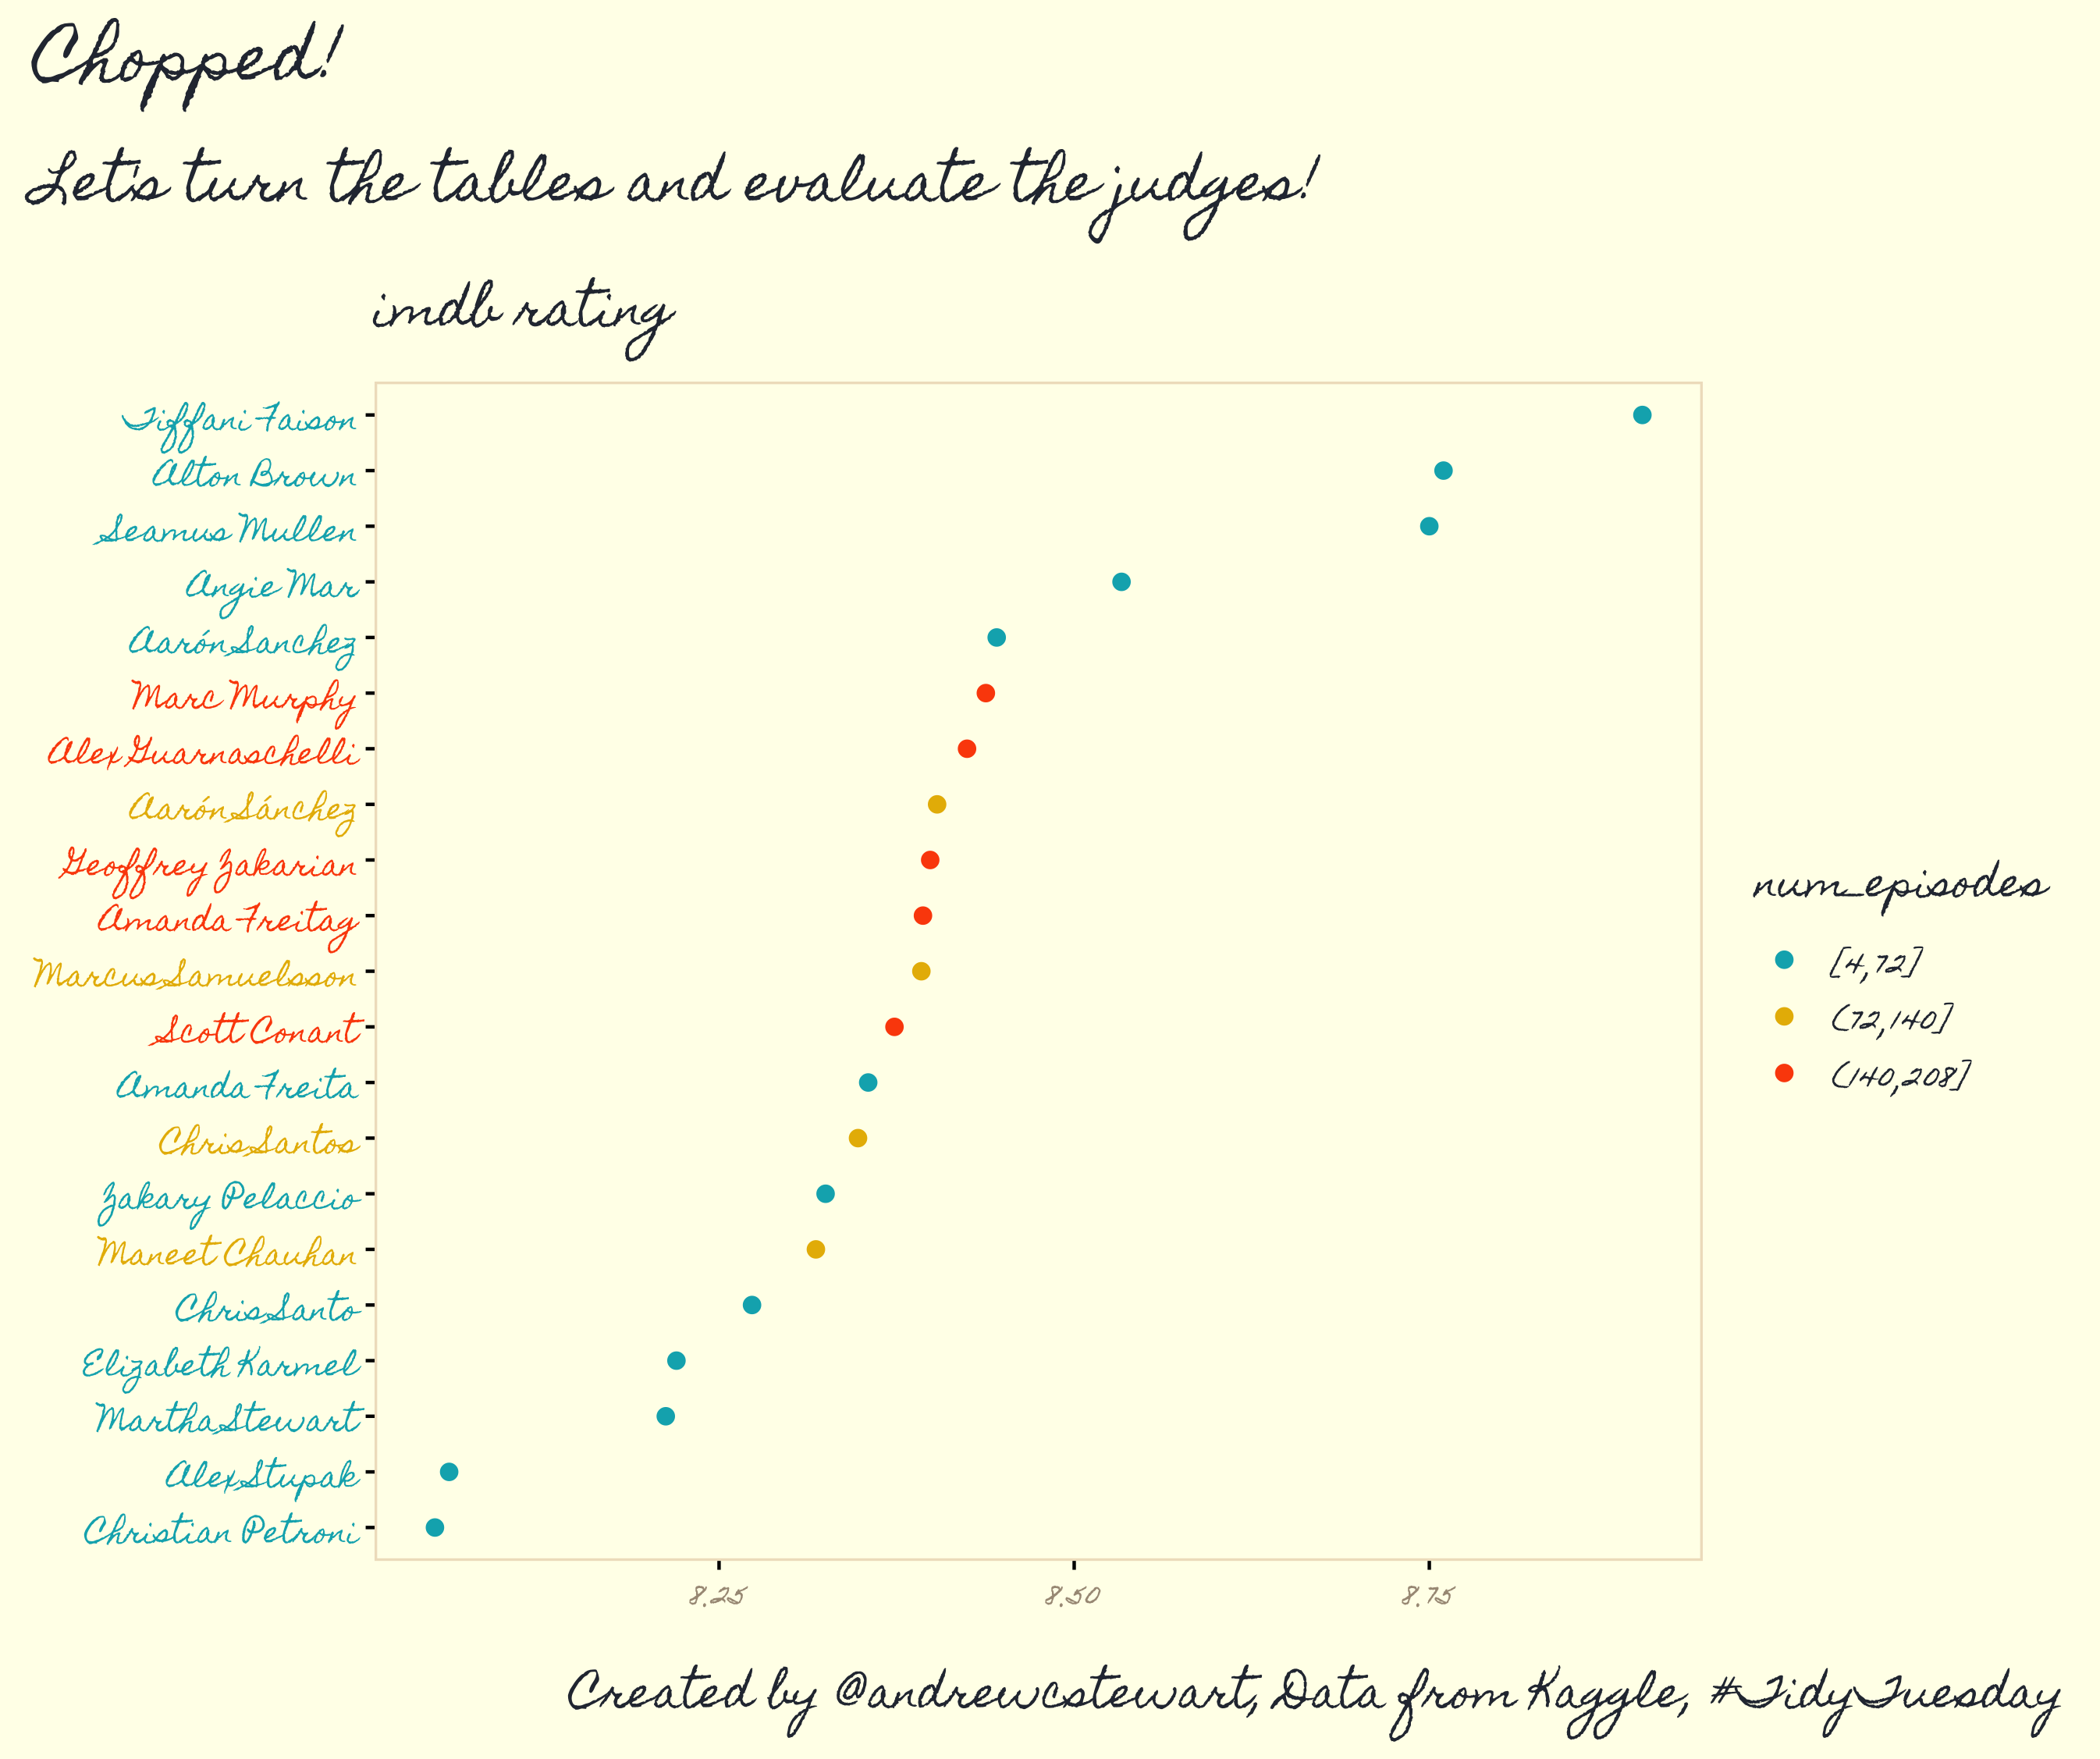 Chopped!
Let's turn the tables and evaluate the judges!
imdb rating
Tiffani Faison
Alton Brown
Seamus Mullen
Angie Mar
Aarón Sanchez
Marc Murphy
Alex Guarnaschelli
Aarón Sánchez
Geoffrey Zakarian
Amanda Freitag
Marcus Samuelsson
Scott Conant
Amanda Freita
Chris Santos
Zakary Pelaccio
Maneet Chauhan
Chris Santo
Elizabeth Karmel
Martha Stewart
Alex Stupak
Christian Petroni
8.25 8.50 8.75
num_episodes
[4,72]
(72,140]
(140,208]
Created by @andrewcstewart, Data from Kaggle, #TidyTuesday